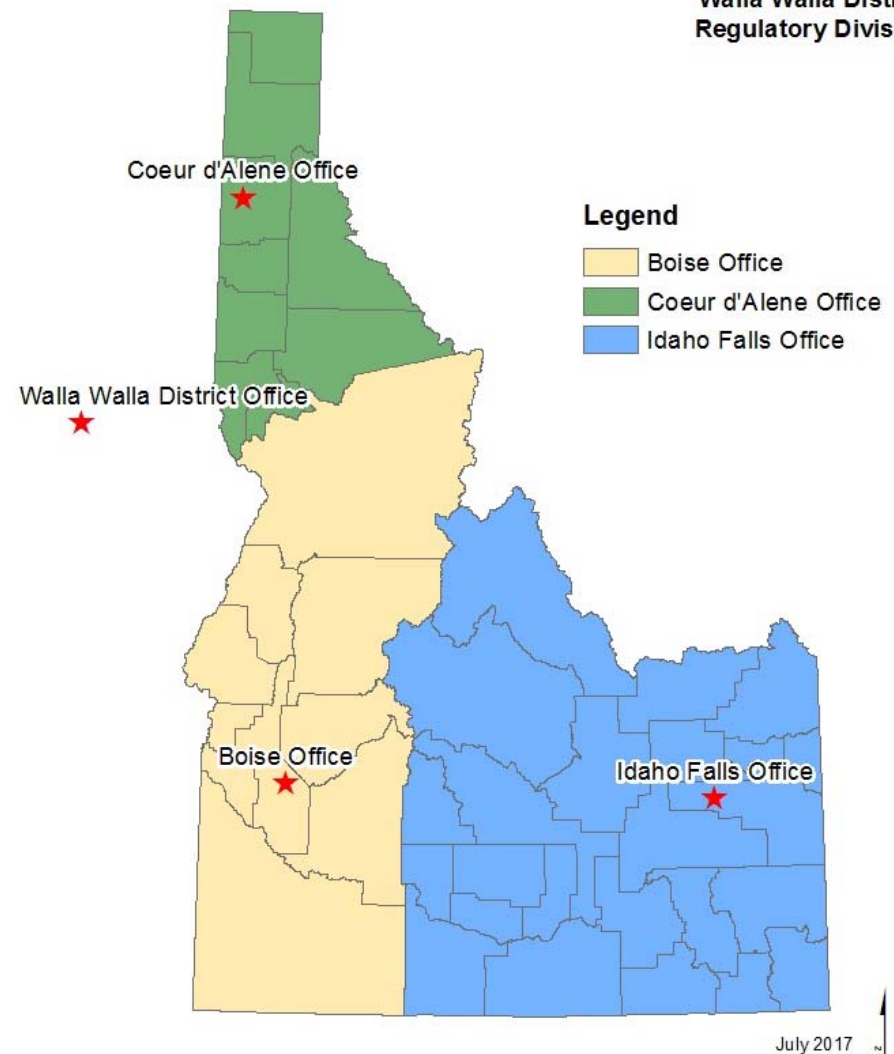 Regulatory Divis
Coeur d'Alene Office
Legend
Boise Office
Coeur d'Alene Office
Idaho Falls Office
Walla Walla District Office
Boise Office
Idaho Falls Office
July 2017